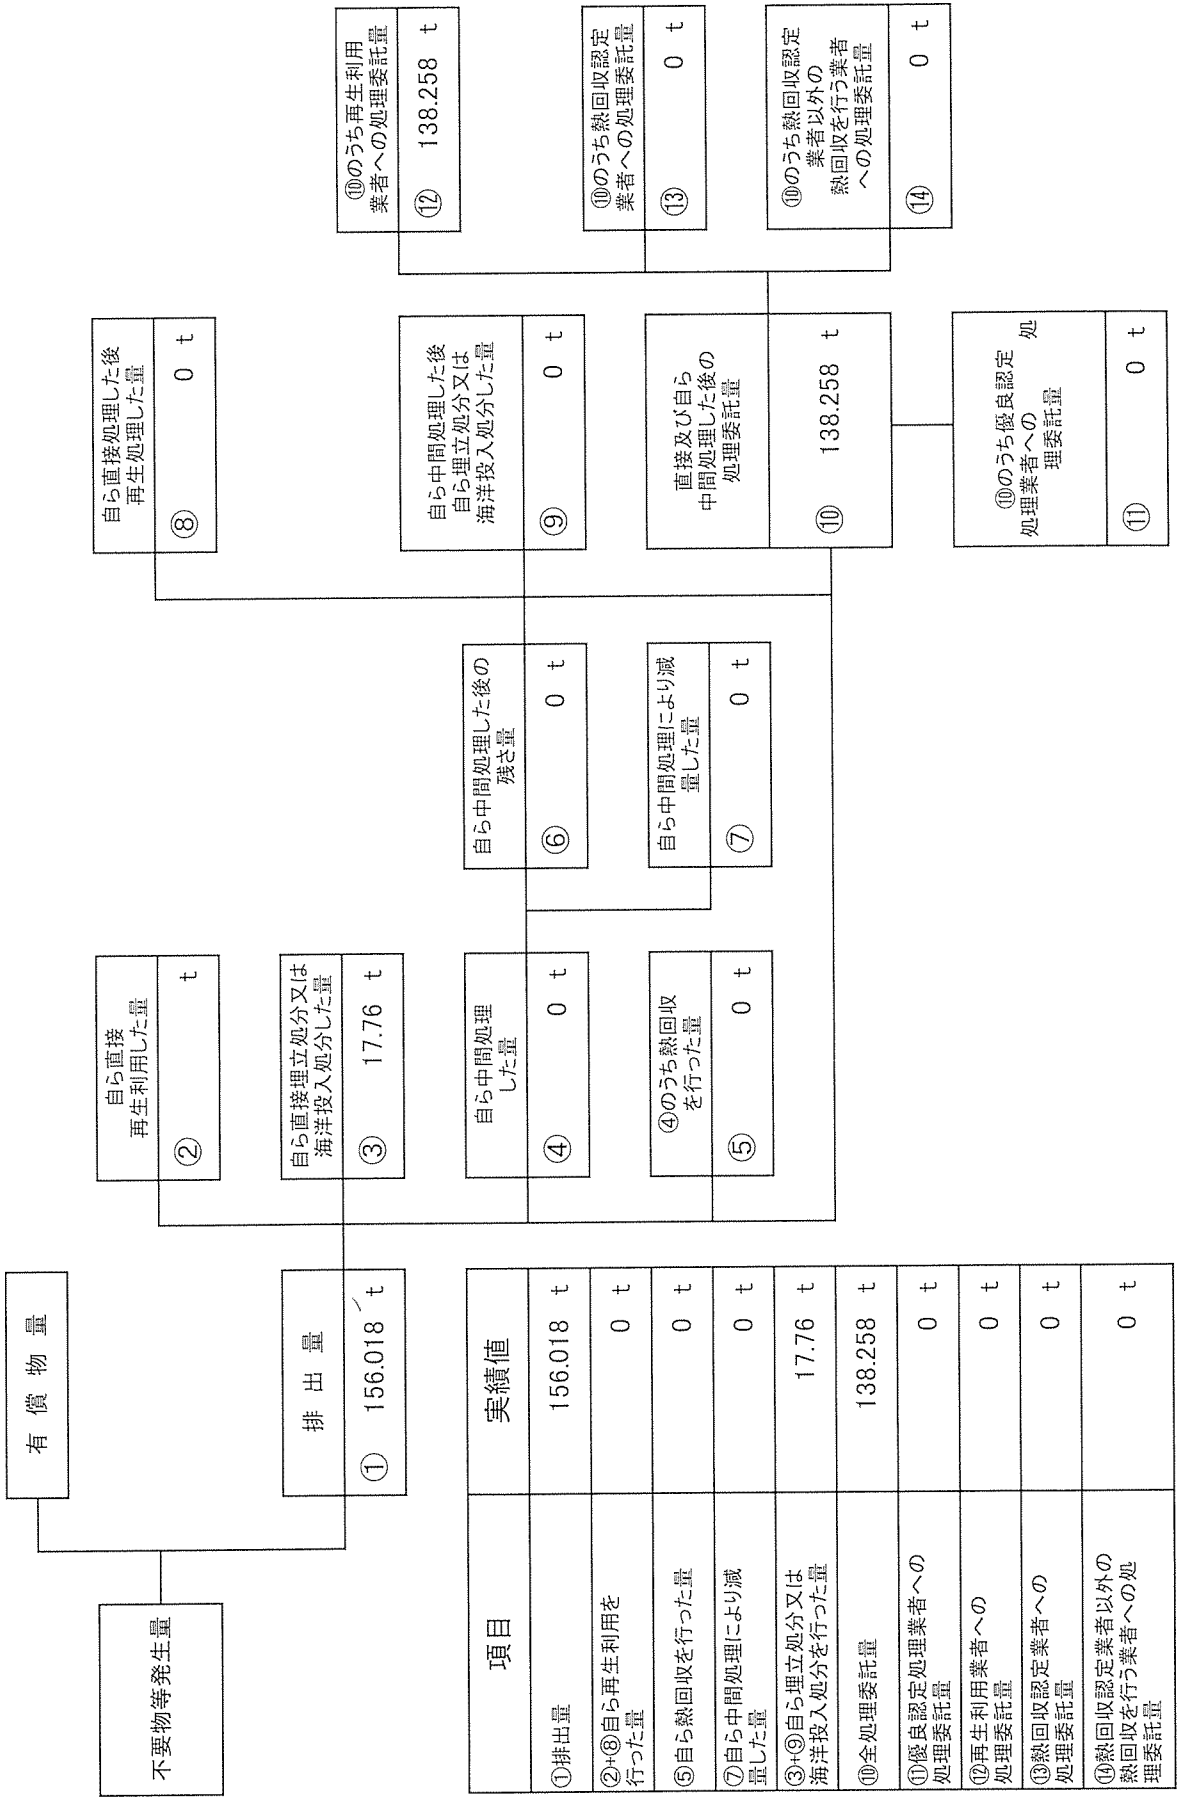 不要物等発生量
有償物量
排出量
① 156.018 t
自ら直接
再生利用した量
② t
自ら直接埋立処分又は
海洋投入処分した量
③ 17.76 t
自ら中間処理
した量
④ 0 t
④のうち熱回収
を行った量
⑤ 0 t
自ら中間処理した後の
残さ量
⑥ 0 t
自ら中間処理により減
量した量
⑦ 0 t
自ら直接処理した後
再生処理した量
⑧ 0 t
自ら中間処理した後
自ら埋立処分又は
海洋投入処分した量
⑨ 0 t
直接及び自ら
中間処理した後の
処理委託量
⑩ 138.258 t
⑩のうち優良認定
処理業者への 処
理委託量
⑪ 0 t
⑩のうち再生利用
業者への処理委託量
⑫ 138.258 t
⑩のうち熱回収認定
業者への処理委託量
⑬ 0 t
⑩のうち熱回収認定
業者以外の
熱回収を行う業者
への処理委託量
⑭ 0 t
項目 実績値
①排出量 156.018 t
②+⑧自ら再生利用を
行った量 0 t
⑤自ら熱回収を行った量 0 t
⑦自ら中間処理により減
量した量 0 t
③+⑨自ら埋立処分又は
海洋投入処分を行った量 17.76 t
⑩全処理委託量 138.258 t
⑪優良認定処理業者への
処理委託量 0 t
⑫再生利用業者への
処理委託量 0 t
⑬熱回収認定業者への
処理委託量 0 t
⑭熱回収認定業者以外の
熱回収を行う業者への処
理委託量 0 t